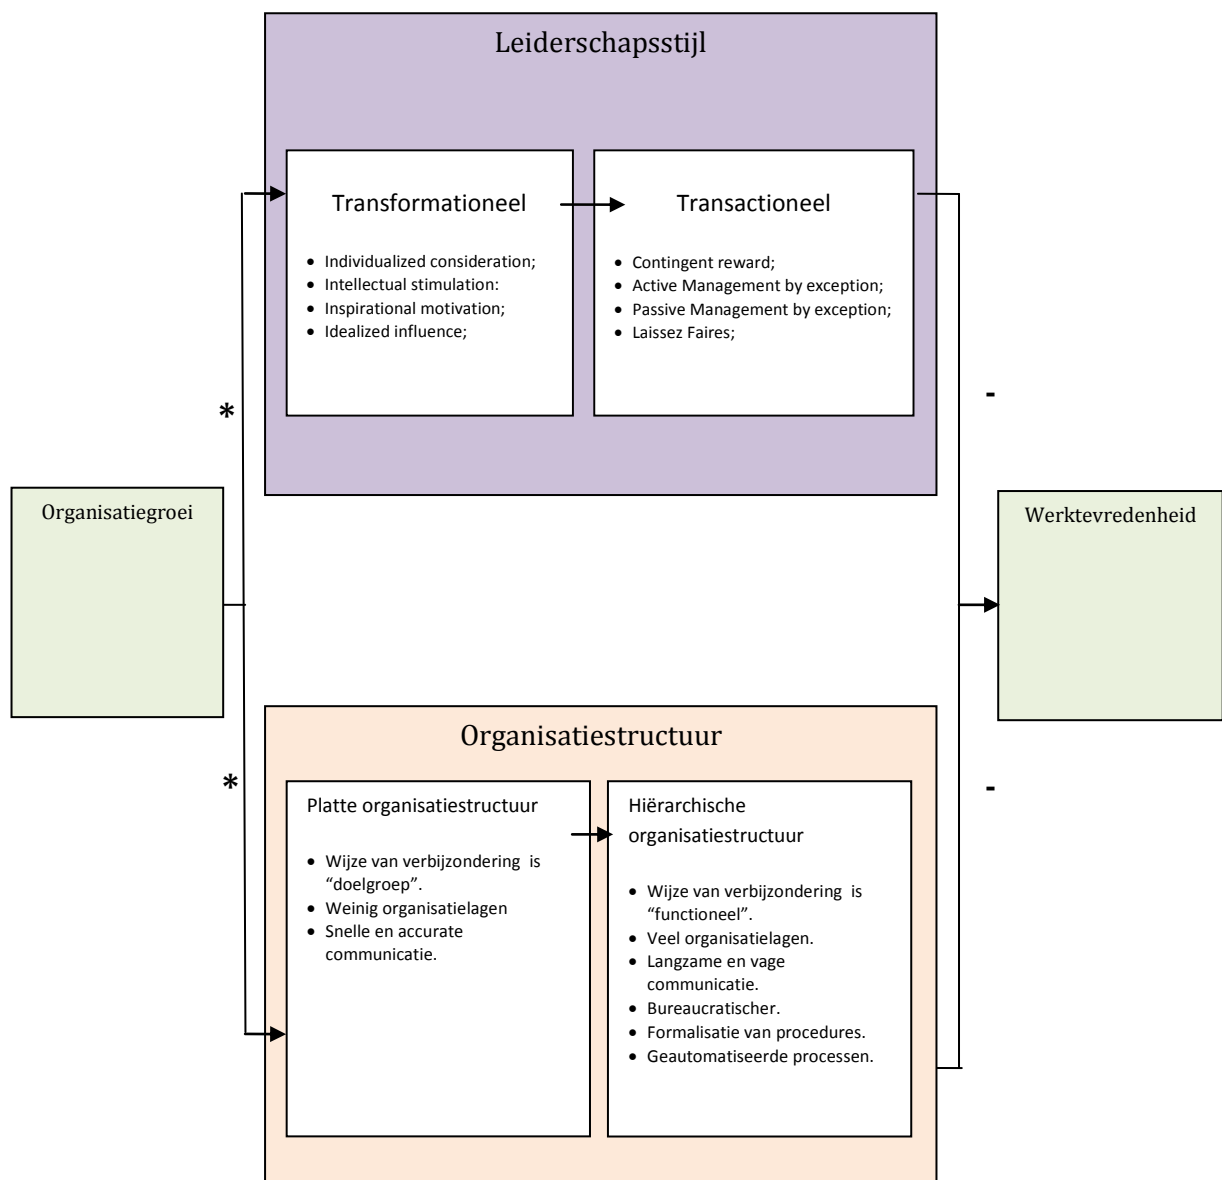 Leiderschapsstijl
Transformationeel
• Individualized consideration;
• Intellectual stimulation:
• Inspirational motivation;
• Idealized influence;
Transactioneel
• Contingent reward;
• Active Management by exception;
• Passive Management by exception;
• Laissez Faires;
*
-
Organisatiegroei
Werktevredenheid
Organisatiestructuur
*
-
Platte organisatiestructuur
• Wijze van verbijzondering is
“doelgroep”.
• Weinig organisatielagen
• Snelle en accurate
communicatie.
Hiërarchische
organisatiestructuur
• Wijze van verbijzondering is
“functioneel”.
• Veel organisatielagen.
• Langzame en vage
communicatie.
• Bureaucratischer.
• Formalisatie van procedures.
• Geautomatiseerde processen.